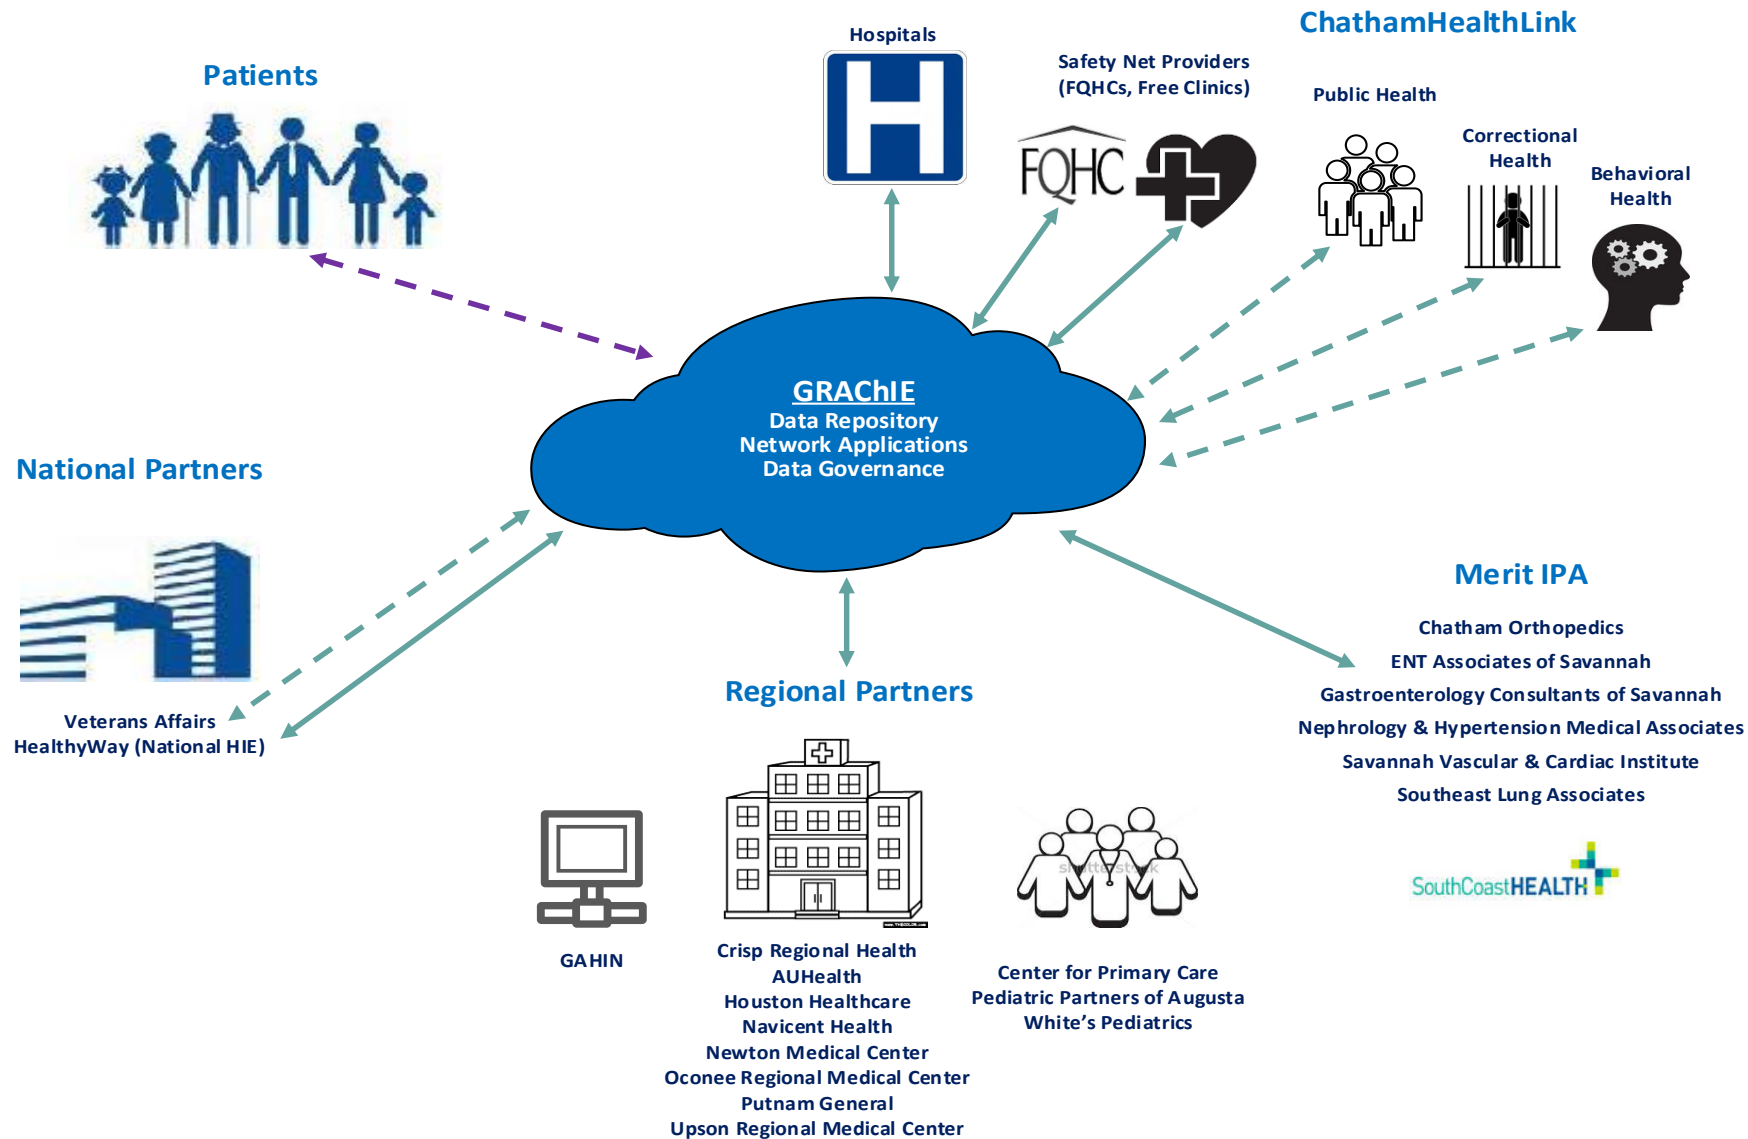 ChathamHealthLink
Hospitals
Patients
Safety Net Providers
(FQHCs, Free Clinics)
Public Health
Correctional
Health
Behavioral
Health
H
FQHC
GRAChIE
Data Repository
Network Applications
Data Governance
National Partners
Veterans Affairs
HealthyWay (National HIE)
Regional Partners
GAHIN
Crisp Regional Health
AUHealth
Houston Healthcare
Navicent Health
Newton Medical Center
Oconee Regional Medical Center
Putnam General
Upson Regional Medical Center
shutterstock
Center for Primary Care
Pediatric Partners of Augusta
White’s Pediatrics
Merit IPA
Chatham Orthopedics
ENT Associates of Savannah
Gastroenterology Consultants of Savannah
Nephrology & Hypertension Medical Associates
Savannah Vascular & Cardiac Institute
Southeast Lung Associates
SouthCoastHEALTH